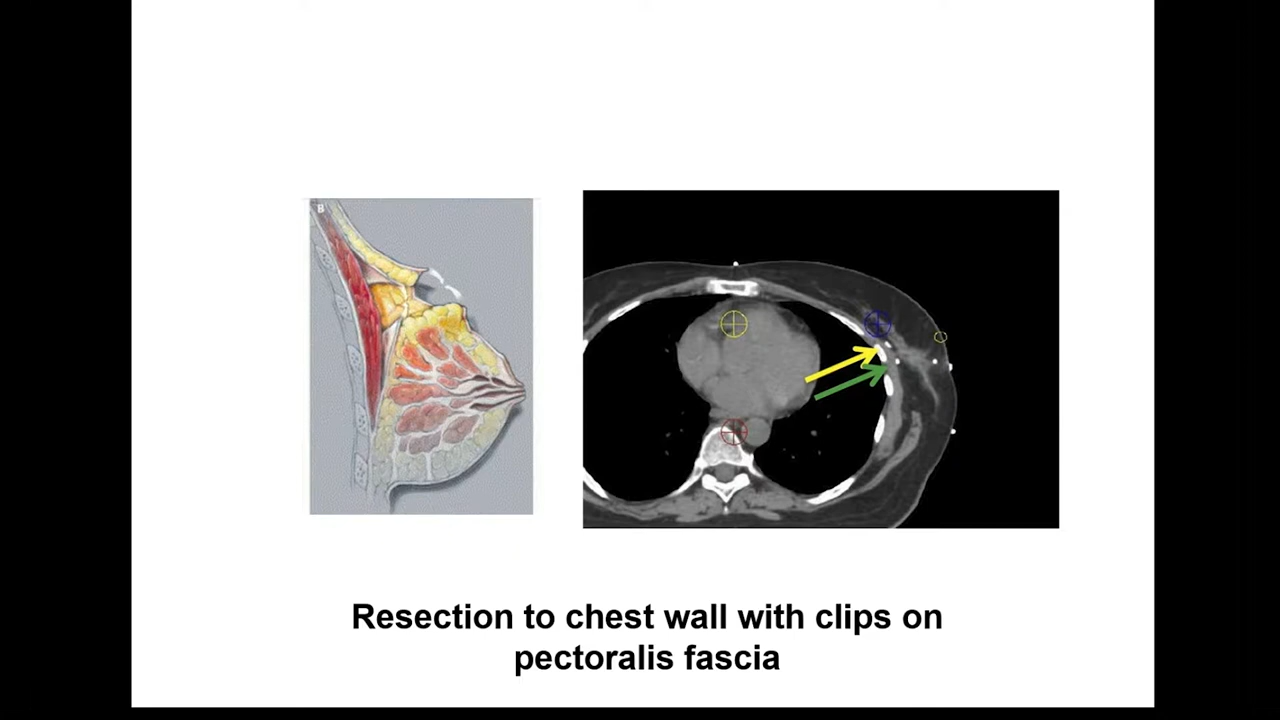 B
Resection to chest wall with clips on
pectoralis fascia